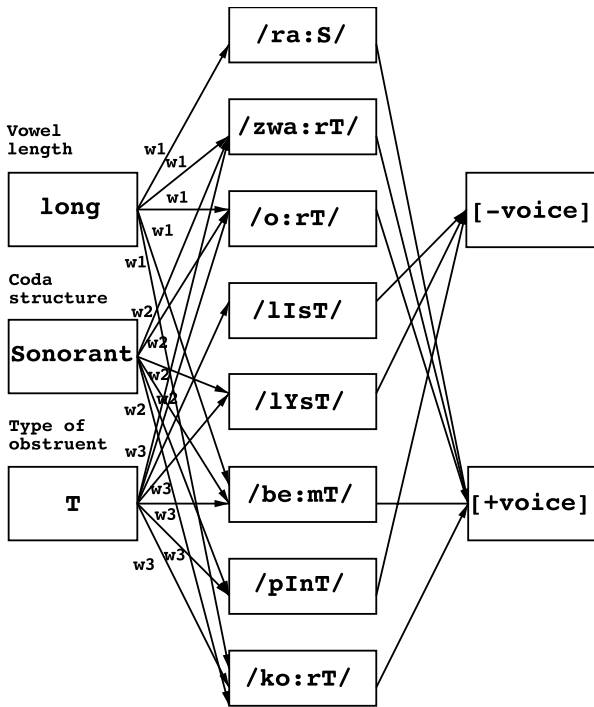 /ra:S/
Vowel
length
long
w1
w1
w1
w1
w1
/zwa:rT/
/o:rT/
[-voice]
Coda
structure
Sonorant
w2
w2
w2
w2
w2
/lIsT/
/lYsT/
Type of
obstruent
T
w3
w3
w3
w3
w3
/be:mT/
[+voice]
/pInT/
/ko:rT/